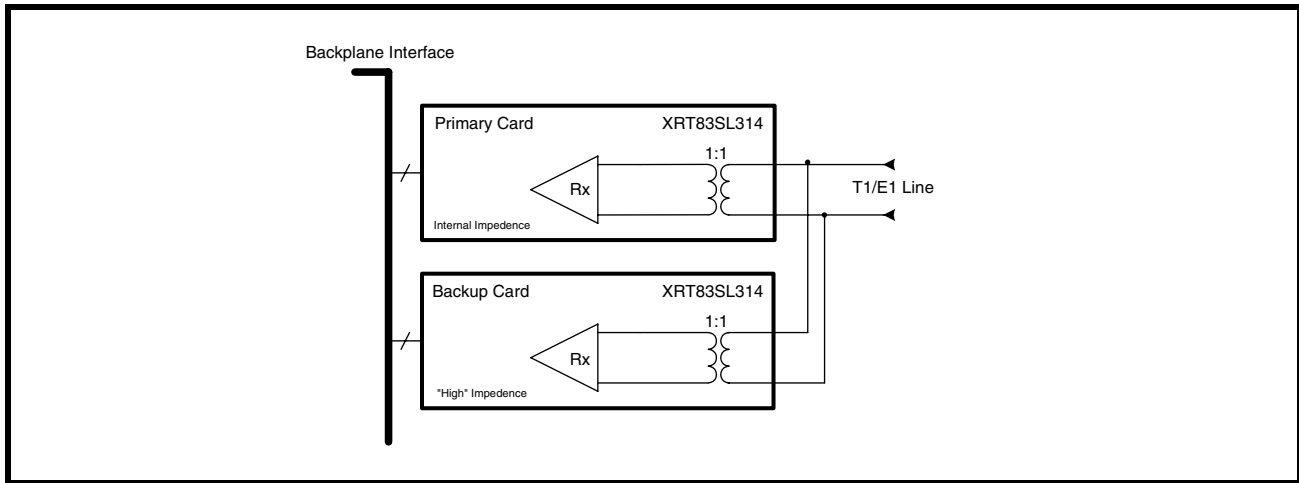 Backplane Interface
Primary Card XRT83SL314
1:1
Rx
T1/E1 Line
Internal Impedence
Backup Card XRT83SL314
1:1
Rx
"High" Impedence